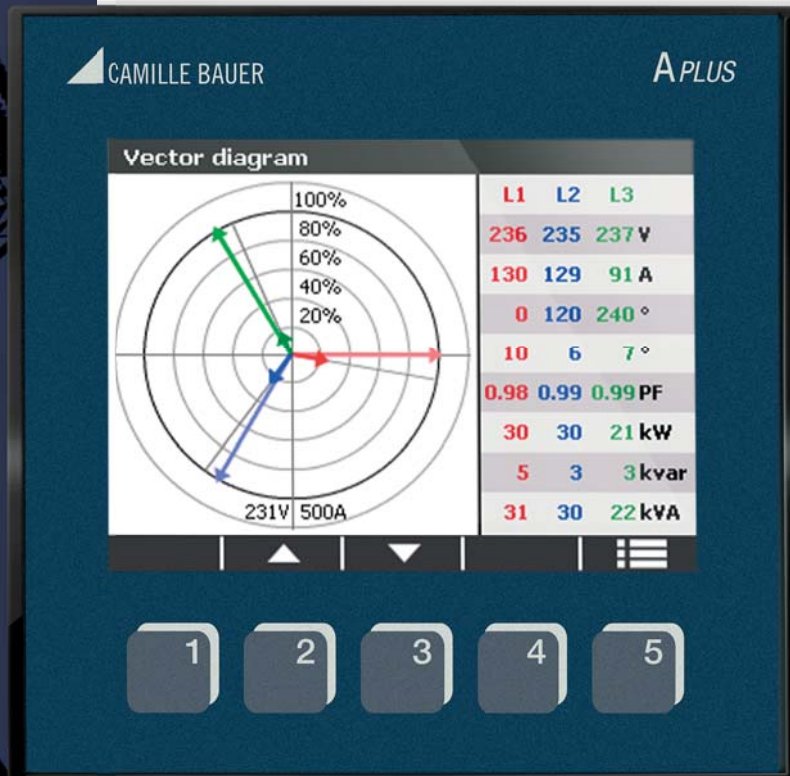 CAMILLE BAUER
A PLUS
Vector diagram
100%
80%
60%
40%
20%
231V 500A
L1 L2 L3
236 235 237 V
130 129 91 A
0 120 240 °
10 6 7 °
0.98 0.99 0.99 PF
30 30 21 kW
5 3 3 kvar
31 30 22 kVA
1 2 3 4 5